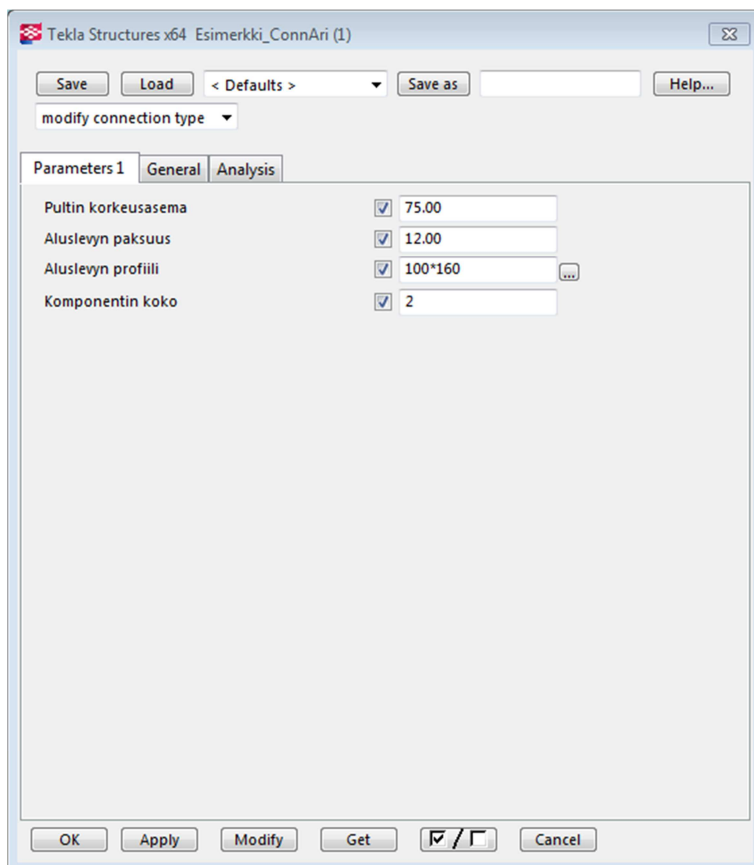 Tekla Structures x64 Esimerkki_ConnAri (1)
Save Load < Defaults > Save as Help...
modify connection type
Parameters 1 General Analysis
Pultin korkeusasema 75.00
Aluslevyn paksuus 12.00
Aluslevyn profiili 100*160 ...
Komponentin koko 2
OK Apply Modify Get / Cancel